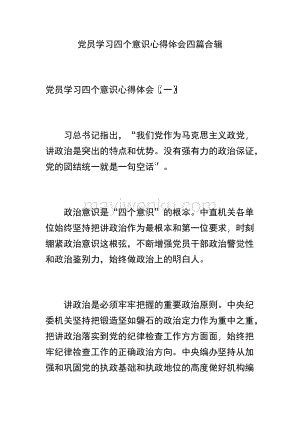 党员学习四个意识心得体会四篇合辑
党员学习四个意识心得体会〖一〗
习总书记指出，“我们党作为马克思主义政党，
讲政治是突出的特点和优势。没有强有力的政治保证，
党的团结统一就是一句空话”。
政治意识是“四个意识”的根本。中直机关各单
位始终坚持把讲政治作为最根本和第一位要求，时刻
绷紧政治意识这根弦，不断增强党员干部政治警觉性
和政治鉴别力，始终做政治上的明白人。
讲政治是必须牢牢把握的重要政治原则。中央纪
委机关坚持把锻造坚如磐石的政治定力作为重中之重，
把讲政治落实到党的纪律检查工作方方面面，始终把
牢纪律检查工作的正确政治方向。中央编办坚持从加
强和巩固党的执政基础和执政地位的高度做好机构编